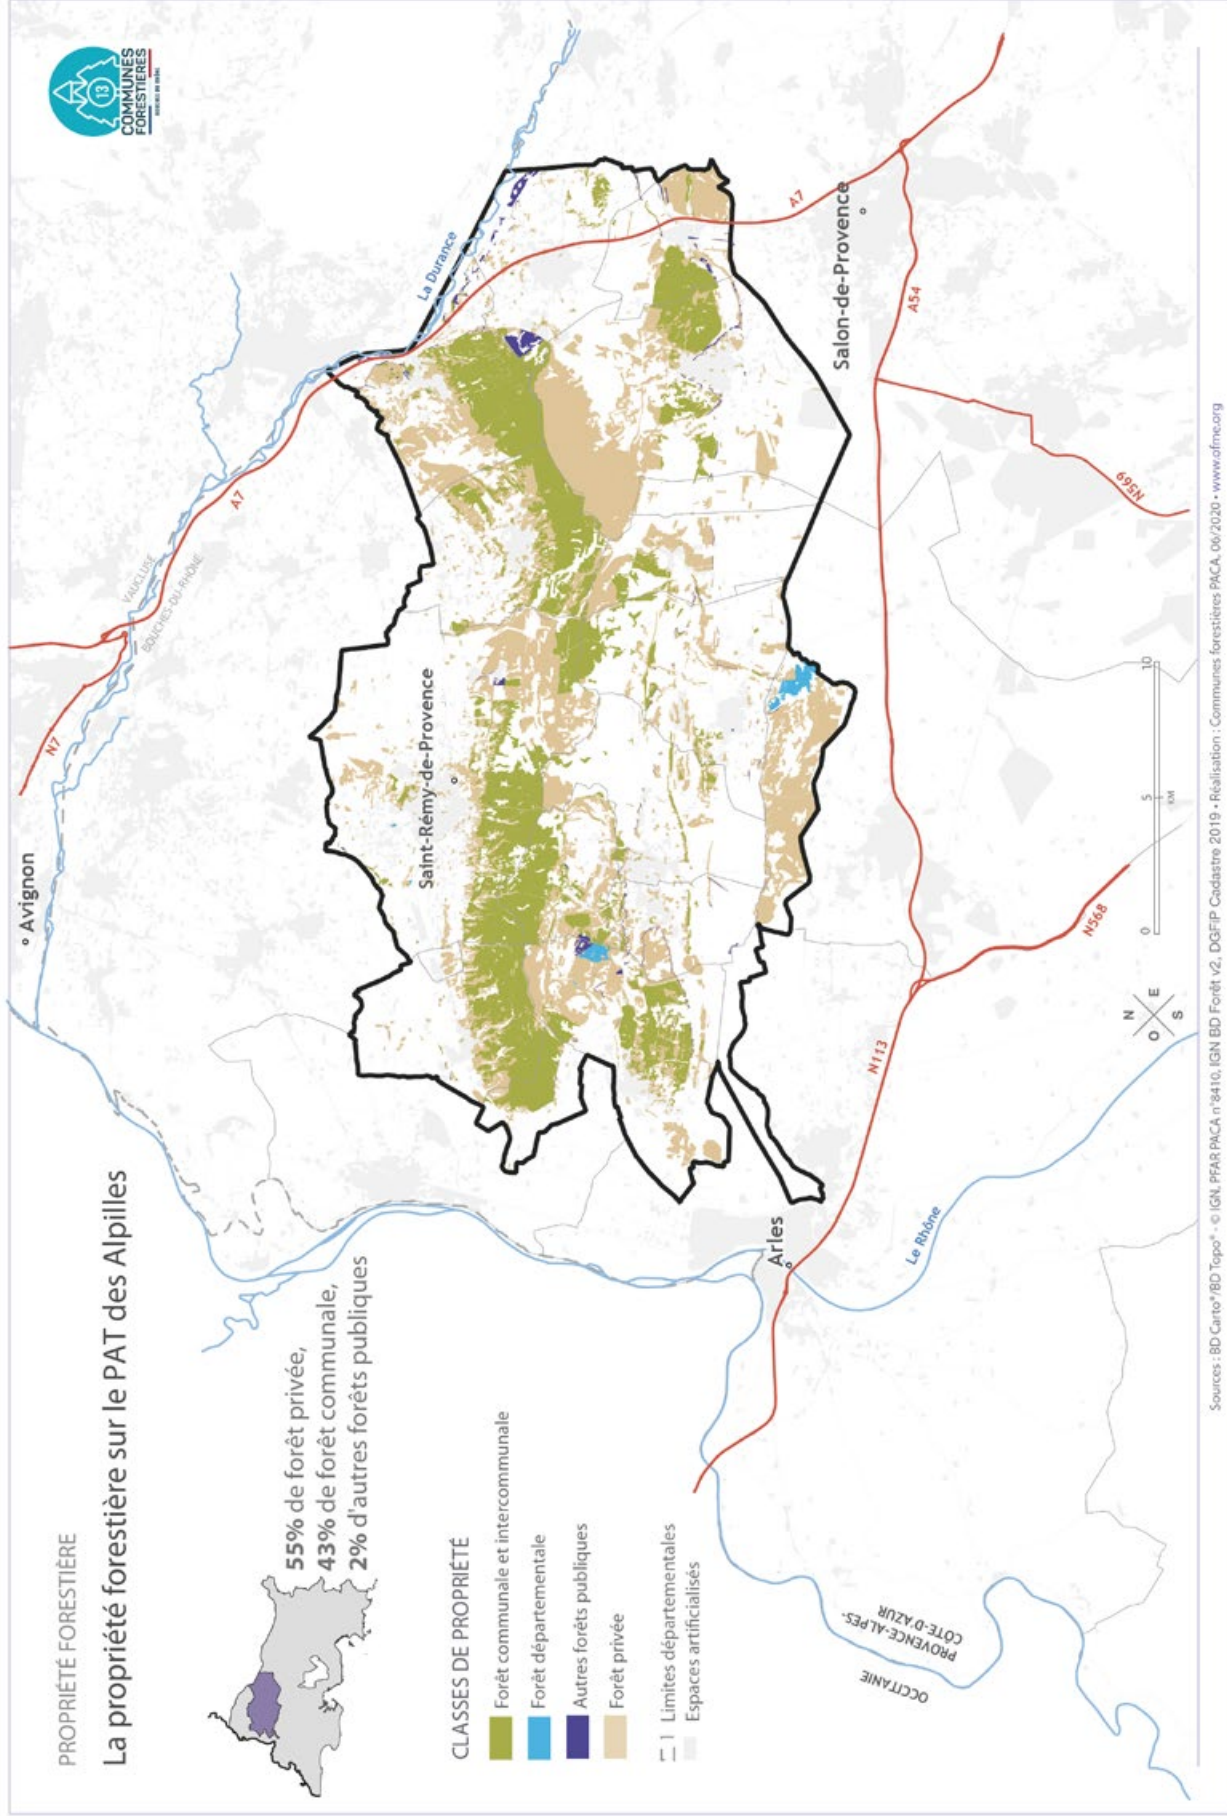 PROPRIÉTÉ FORESTIÈRE
La propriété forestière sur le PAT des Alpilles
55% de forêt privée,
43% de forêt communale,
2% d'autres forêts publiques
CLASSES DE PROPRIÉTÉ
Forêt communale et intercommunale
Forêt départementale
Autres forêts publiques
Forêt privée
Limites départementales
Espaces artificialisés
13
COMMUNES
FORESTIÈRES
Avignon
N7
A7
VAUCLUSE
BOUCHES-DU-RHÔNE
La Durance
Saint-Rémy-de-Provence
A7
Salon-de-Provence
A54
N569
Arles
N113
N568
Le Rhône
OCCITANIE
PROVENCE-ALPES-
CÔTE-D'AZUR
N
O E
S
0 5 10
KM
Sources : BD Carto®/BD Topo® - © IGN, PFAR PACA n°8410, IGN BD Forêt v2, DGFiP Cadastre 2019 • Réalisation : Communes forestières PACA, 06/2020 • www.ofme.org